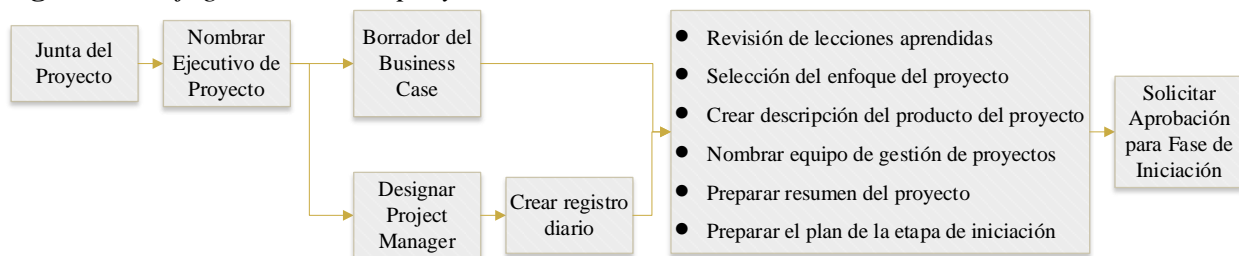 Junta del
Proyecto
Nombrar
Ejecutivo de
Proyecto
Borrador del
Business
Case
Designar
Project
Manager
Crear registro
diario
● Revisión de lecciones aprendidas
● Selección del enfoque del proyecto
● Crear descripción del producto del proyecto
● Nombrar equipo de gestión de proyectos
● Preparar resumen del proyecto
● Preparar el plan de la etapa de iniciación
Solicitar
Aprobación
para Fase de
Iniciación